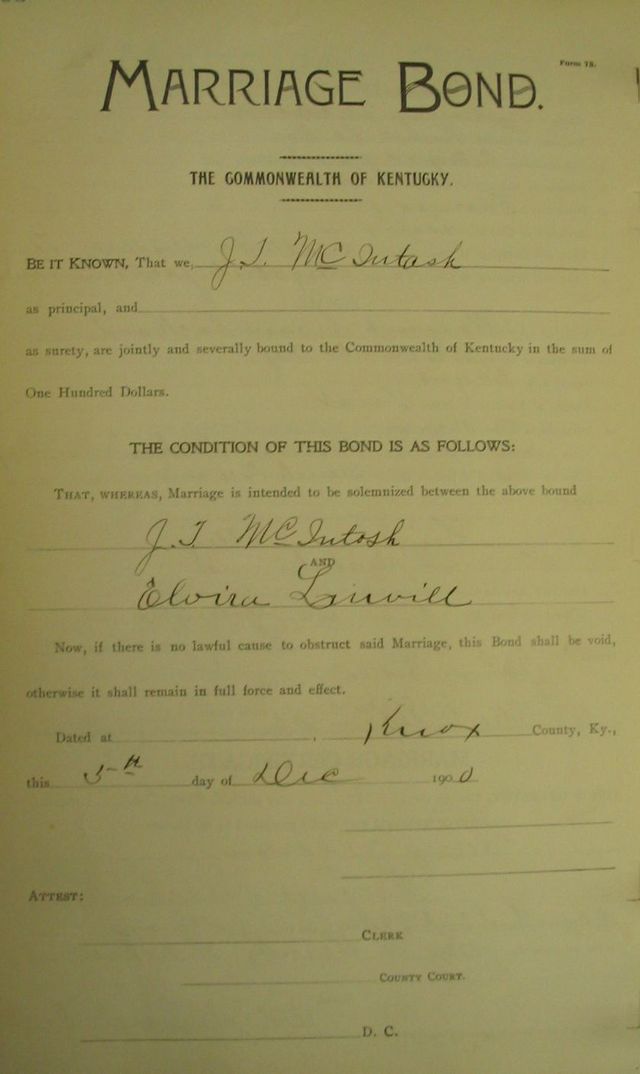 Form 78.
MARRIAGE BOND.
THE COMMONWEALTH OF KENTUCKY.
BE IT KNOWN, That we, J. T. McIntash
as principal, and
as surety, are jointly and severally bound to the Commonwealth of Kentucky in the sum of
One Hundred Dollars.
THE CONDITION OF THIS BOND IS AS FOLLOWS:
THAT, WHEREAS, Marriage is intended to be solemnized between the above bound
J. T. McIntosh
AND
Elvira
Now, if there is no lawful cause to obstruct said Marriage, this Bond shall be void,
otherwise it shall remain in full force and effect.
Dated at Knox County, Ky.,
this 5th day of Dec 1900
ATTEST:
CLERK
COUNTY COURT.
D. C.